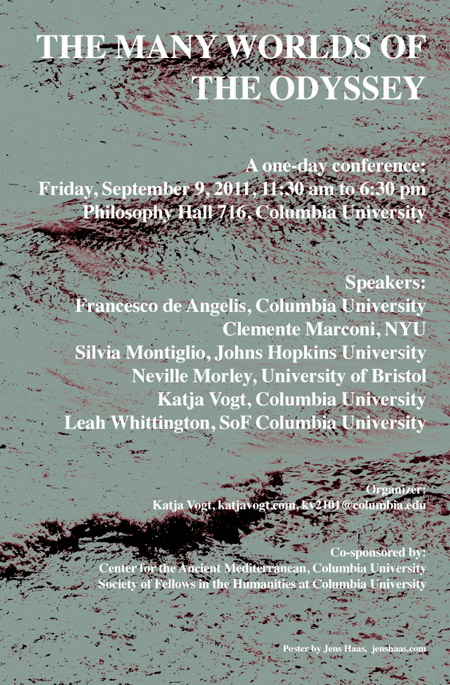 THE MANY WORLDS OF
THE ODYSSEY
A one-day conference:
Friday, September 9, 2011, 11:30 am to 6:30 pm
Philosophy Hall 716, Columbia University
Speakers:
Francesco de Angelis, Columbia University
Clemente Marconi, NYU
Silvia Montiglio, Johns Hopkins University
Neville Morley, University of Bristol
Katja Vogt, Columbia University
Leah Whittington, SoF Columbia University
Organizer:
Katja Vogt, katjavogt.com, kv2101@columbia.edu
Co-sponsored by:
Center for the Ancient Mediterranean, Columbia University
Society of Fellows in the Humanities at Columbia University
Poster by Jens Haas, jenshaas.com